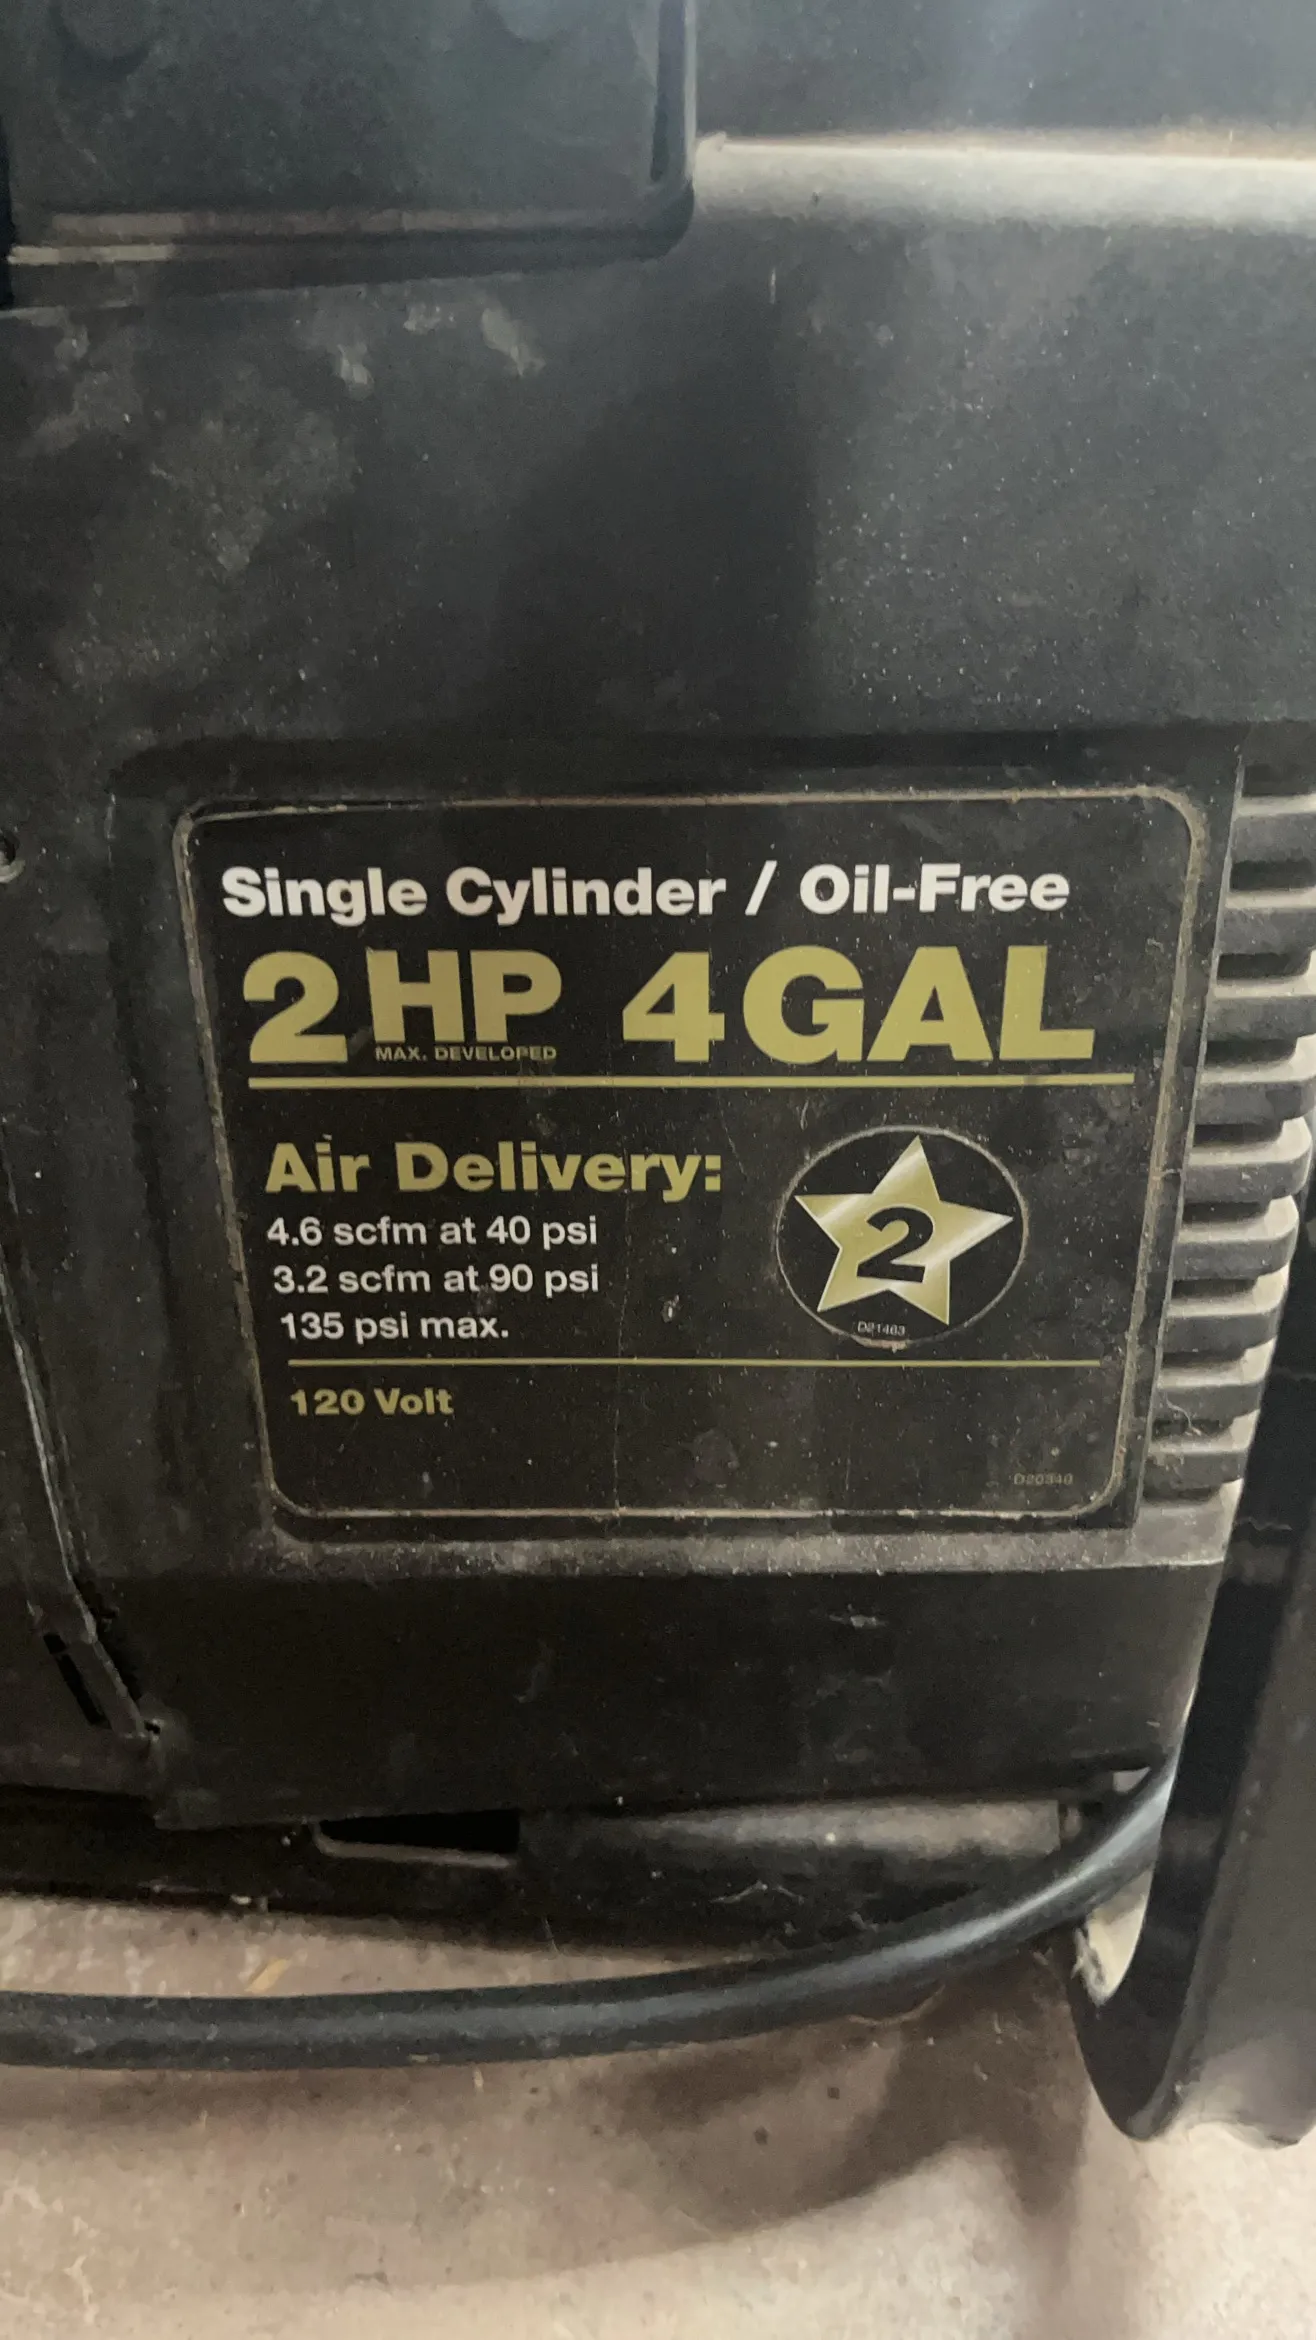 Single Cylinder / Oil-Free
2 HP 4 GAL
MAX. DEVELOPED
Air Delivery:
4.6 scfm at 40 psi
3.2 scfm at 90 psi
135 psi max.
2
D21463
120 Volt
D20340